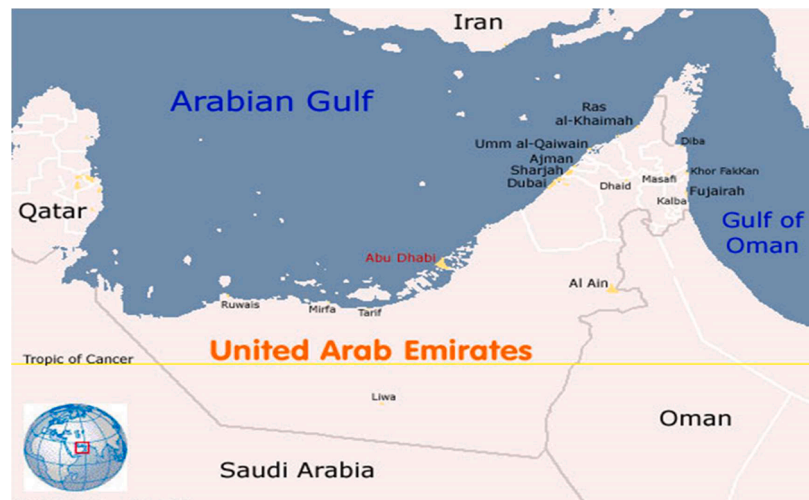 Iran
Arabian Gulf
Ras
al-Khaimah
Umm al-Qaiwain
Ajman
Sharjah
Dubai
Diba
Khor FakKan
Masafi
Dhaid
Fujairah
Kalba
Qatar
Gulf of
Oman
Abu Dhabi
Al Ain
Ruwais
Mirfa
Tarif
United Arab Emirates
Tropic of Cancer
Liwa
Oman
Saudi Arabia